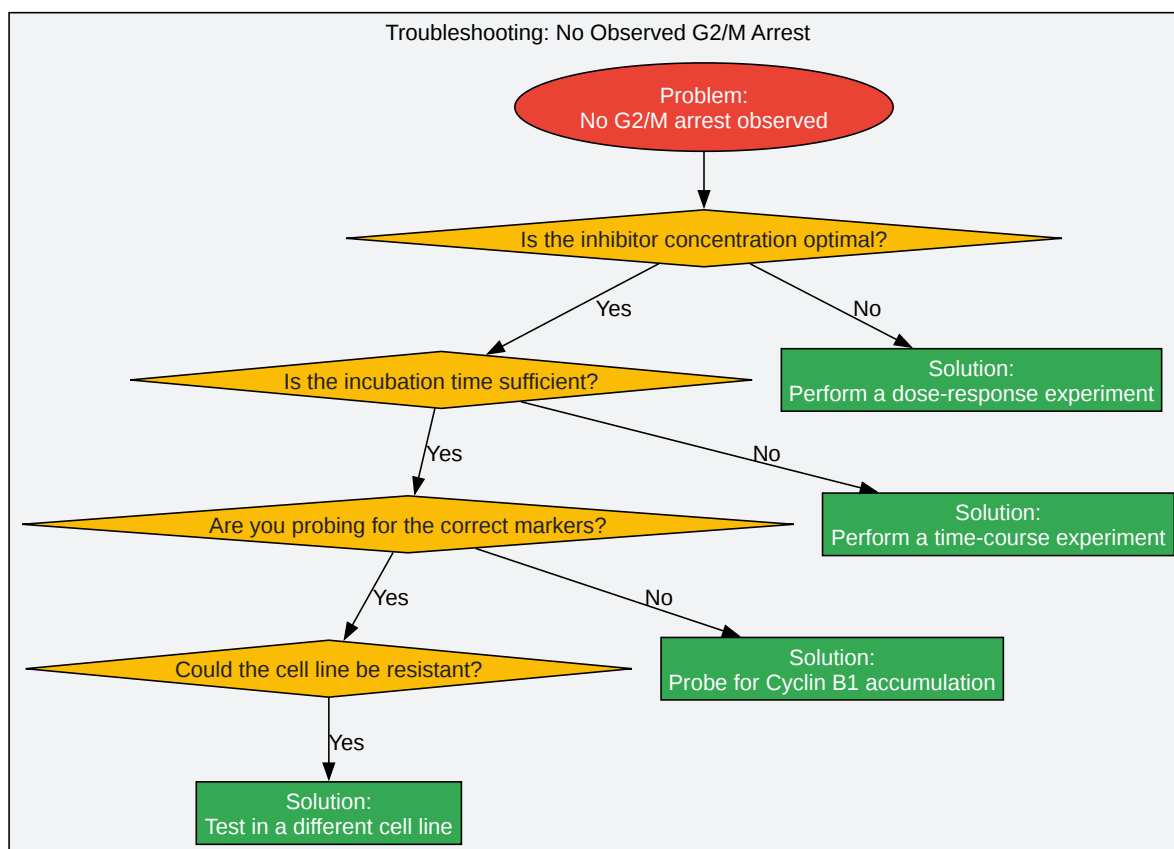 Troubleshooting: No Observed G2/M Arrest
Problem:
No G2/M arrest observed
Is the inhibitor concentration optimal?
Yes
No
Solution:
Perform a dose-response experiment
Is the incubation time sufficient?
Yes
No
Solution:
Perform a time-course experiment
Are you probing for the correct markers?
Yes
No
Solution:
Probe for Cyclin B1 accumulation
Could the cell line be resistant?
Yes
Solution:
Test in a different cell line